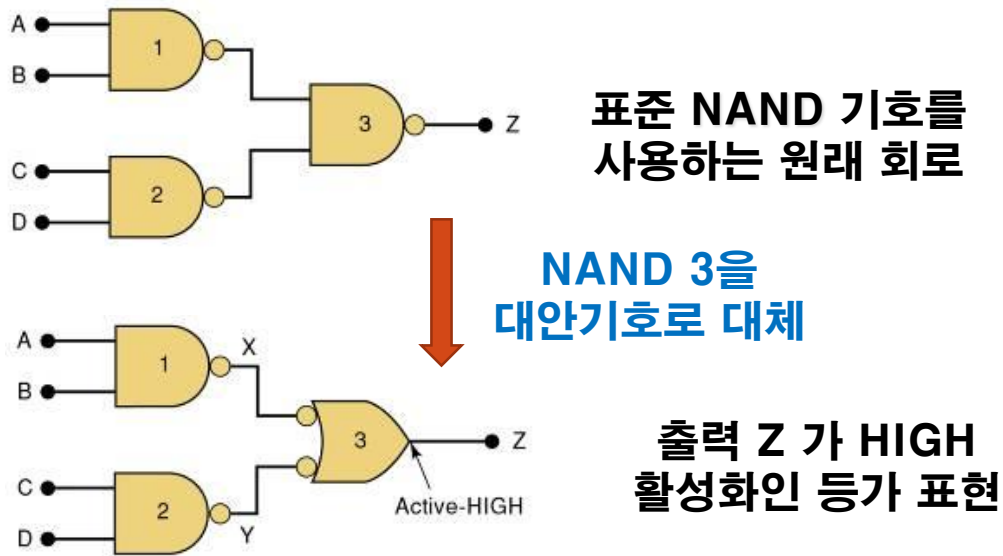 A
B
1
C
D
2
3
Z
표준 NAND 기호를
사용하는 원래 회로
NAND 3을
대안기호로 대체
A
B
1
X
C
D
2
Y
3
Z
Active-HIGH
출력 Z 가 HIGH
활성화인 등가 표현